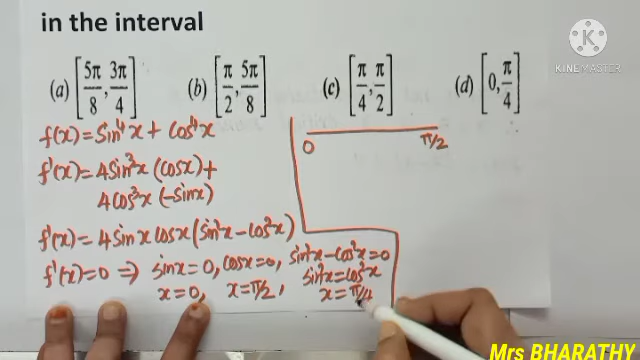 in the interval
(a) [5π/8, 3π/4] (b) [π/2, 5π/8] (c) [π/4, π/2] (d) [0, π/4]
f(x) = Sin⁴x + Cos⁴x
f'(x) = 4Sin³x (Cosx) +
4Cos³x (-Sinx)
f'(x) = 4 Sinx Cosx (Sin²x - Cos²x)
f'(x) = 0 ⇒ Sinx = 0, Cosx = 0,
x = 0, x = π/2,
Sin²x - Cos²x = 0
Sin²x = Cos²x
x = π/4
0 π/2
KINEMASTER
Mrs BHARATHY